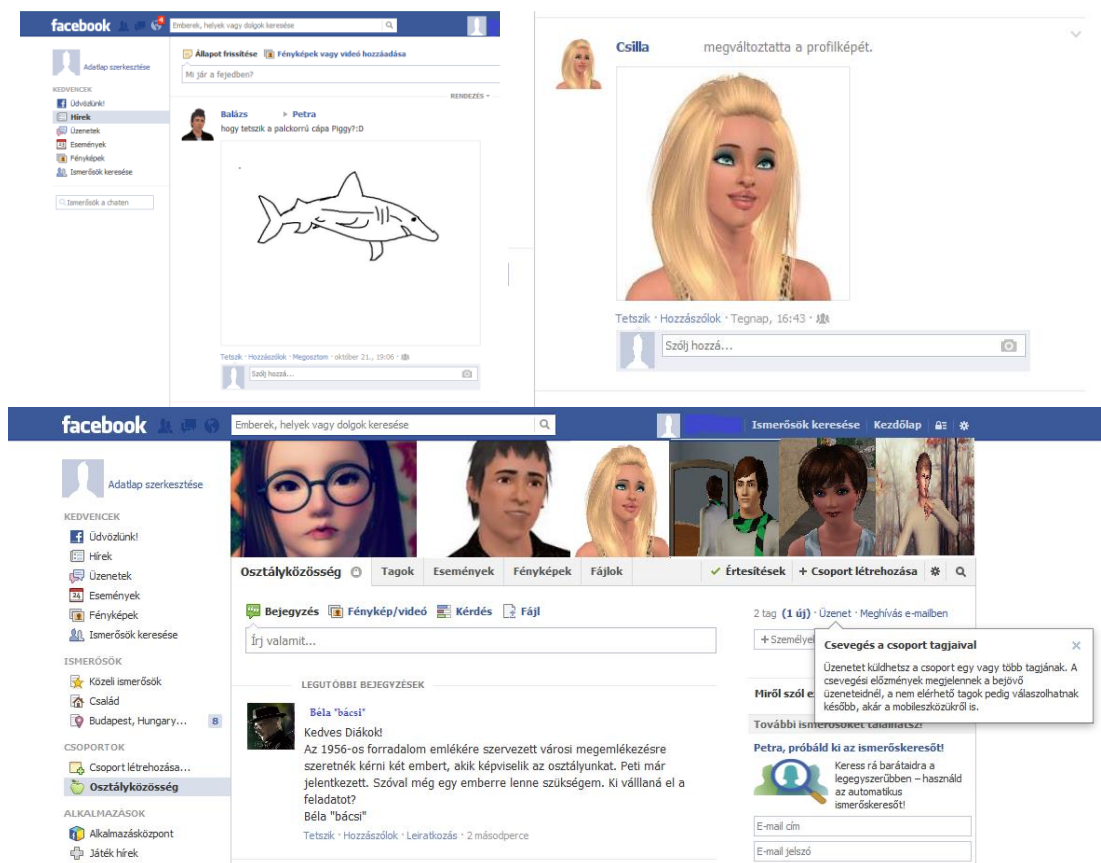 facebook
4
Emberek, helyek vagy dolgok keresése
Adatlap szerkesztése
KEDVENCEK
Üdvözlünk!
Hírek
Üzenetek
Események
Fényképek
Ismerősök keresése
Ismerősök a chaten
Állapot frissítése Fényképek vagy videó hozzáadása
Mi jár a fejedben?
RENDEZÉS
Balázs Petra
hogy tetszik a palckorrú cápa Piggy?:D
Tetszik · Hozzászólok · Megosztom · október 21., 19:06 ·
Szólj hozzá...
Csilla megváltoztatta a profilképét.
Tetszik · Hozzászólok · Tegnap, 16:43 ·
Szólj hozzá...
facebook
Emberek, helyek vagy dolgok keresése
Ismerősök keresése Kezdőlap
Adatlap szerkesztése
KEDVENCEK
Üdvözlünk!
Hírek
Üzenetek
24 Események
Fényképek
Ismerősök keresése
ISMERŐSÖK
Közeli ismerősök
Család
Budapest, Hungary... 8
CSOPORTOK
Csoport létrehozása...
Osztályközösség
ALKALMAZÁSOK
Alkalmazásközpont
Játék hírek
Osztályközösség Tagok Események Fényképek Fájlok Értesítések + Csoport létrehozása
Bejegyzés Fénykép/videó Kérdés Fájl
Írj valamit...
LEGUTÓBBI BEJEGYZÉSEK
Béla "bácsi"
Kedves Diákok!
Az 1956-os forradalom emlékére szervezett városi megemlékezésre
szeretnék kérni két embert, akik képviselik az osztályunkat. Peti már
jelentkezett. Szóval még egy emberre lenne szükségem. Ki válllaná el a
feladatot?
Béla "bácsi"
Tetszik · Hozzászólok · Leiratkozás · 2 másodperce
2 tag (1 új) · Üzenet · Meghívás e-mailben
+ Személye
Csevegés a csoport tagjaival
Üzenetet küldhetsz a csoport egy vagy több tagjának. A
csevegési előzmények megjelennek a bejövő
üzeneteidnél, a nem elérhető tagok pedig válaszolhatnak
később, akár a mobileszközükről is.
Miről szól e
További ismerősöket találhatsz!
Petra, próbáld ki az ismerőskeresőt!
Keress rá barátaidra a
legegyszerűbben – használd
az automatikus
ismerőskeresőt!
E-mail cím
E-mail jelszó